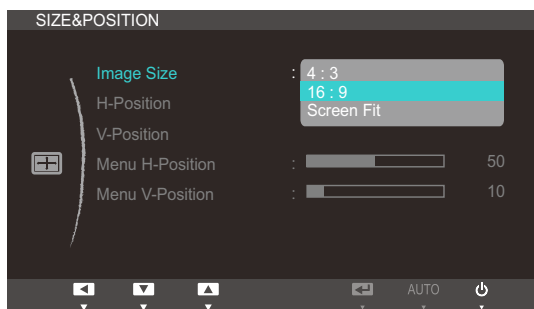 SIZE&POSITION
Image Size : 4 : 3
16 : 9
H-Position
Screen Fit
V-Position
Menu H-Position : 50
Menu V-Position : 10
AUTO